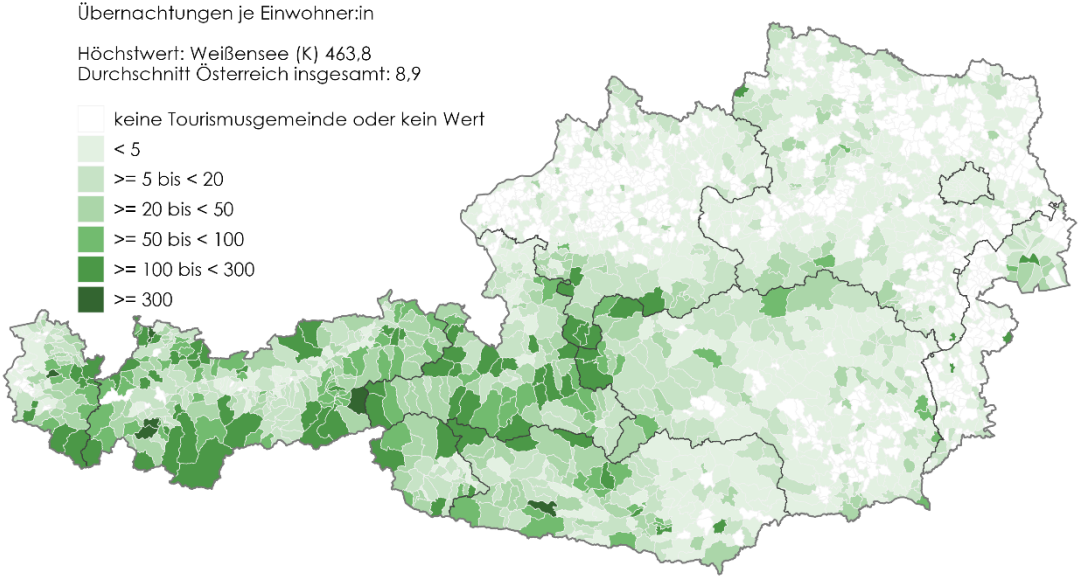 Übernachtungen je Einwohner:in
Höchstwert: Weißensee (K) 463,8
Durchschnitt Österreich insgesamt: 8,9
keine Tourismusgemeinde oder kein Wert
< 5
>= 5 bis < 20
>= 20 bis < 50
>= 50 bis < 100
>= 100 bis < 300
>= 300